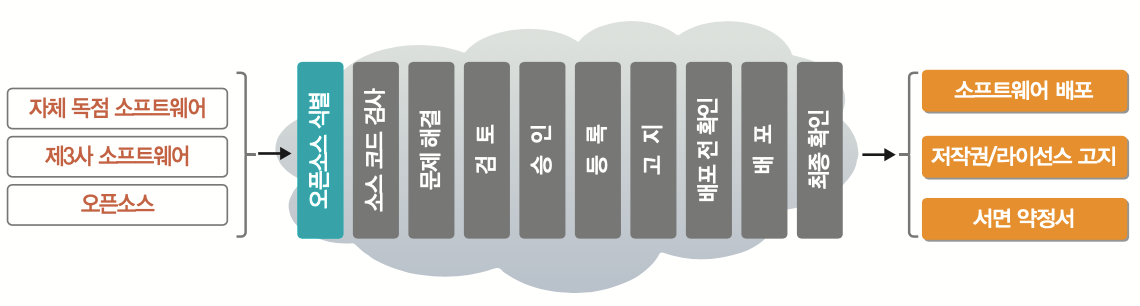 자체 독점 소프트웨어
제3사 소프트웨어
오픈소스
오픈소스 식별
소스 코드 검사
문제 해결
검 토
승 인
등 록
고 지
배포 전 확인
배 포
최종 확인
소프트웨어 배포
저작권/라이선스 고지
서면 약정서